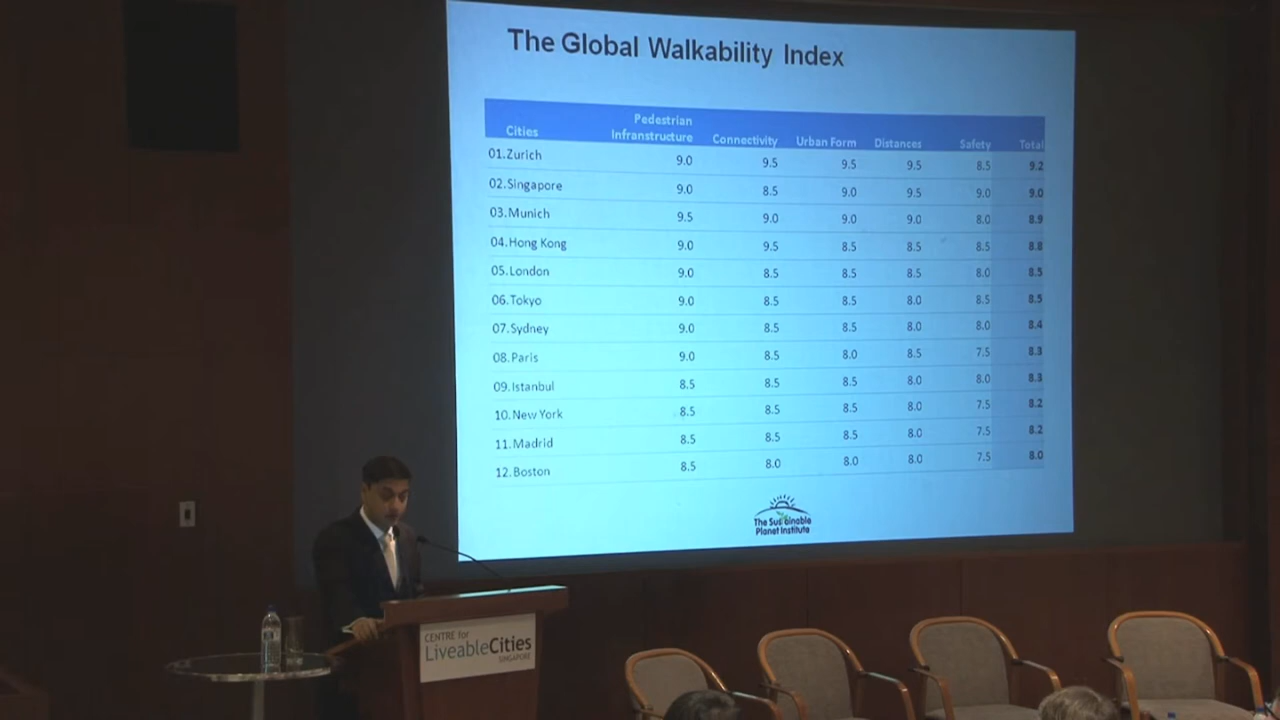 The Global Walkability Index
Cities Pedestrian Infranstructure Connectivity Urban Form Distances Safety Total
01.Zurich 9.0 9.5 9.5 9.5 8.5 9.2
02.Singapore 9.0 8.5 9.0 9.5 9.0 9.0
03.Munich 9.5 9.0 9.0 9.0 8.0 8.9
04.Hong Kong 9.0 9.5 8.5 8.5 8.5 8.8
05.London 9.0 8.5 8.5 8.5 8.0 8.5
06.Tokyo 9.0 8.5 8.5 8.0 8.5 8.5
07.Sydney 9.0 8.5 8.5 8.0 8.0 8.4
08.Paris 9.0 8.5 8.0 8.5 7.5 8.3
09.Istanbul 8.5 8.5 8.5 8.0 8.0 8.3
10.New York 8.5 8.5 8.5 8.0 7.5 8.2
11.Madrid 8.5 8.5 8.5 8.0 7.5 8.2
12.Boston 8.5 8.0 8.0 8.0 7.5 8.0
The Sustainable
Planet Institute
CENTRE for
LiveableCities
SINGAPORE